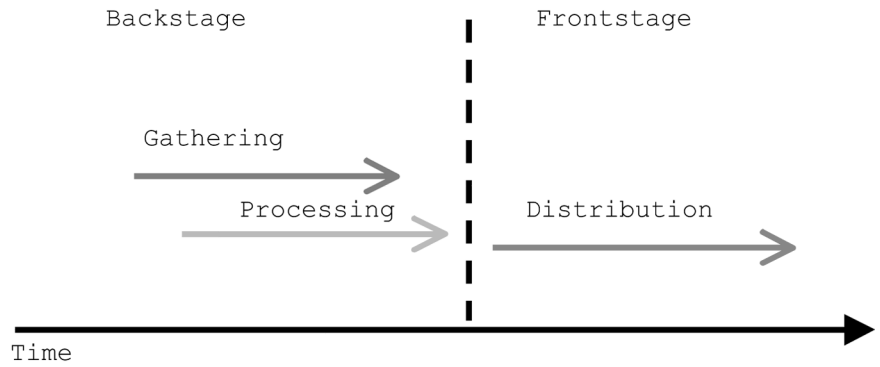 Backstage
Frontstage
Gathering
Processing
Distribution
Time